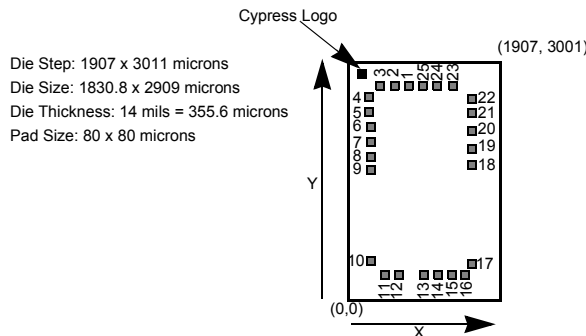 Cypress Logo
(1907, 3001)
Die Step: 1907 x 3011 microns
Die Size: 1830.8 x 2909 microns
Die Thickness: 14 mils = 355.6 microns
Pad Size: 80 x 80 microns
3 2 1 25 24 23
4 22
5 21
6 20
7 19
8 18
9
Y
10 17
11 12 13 14 15 16
(0,0)
X